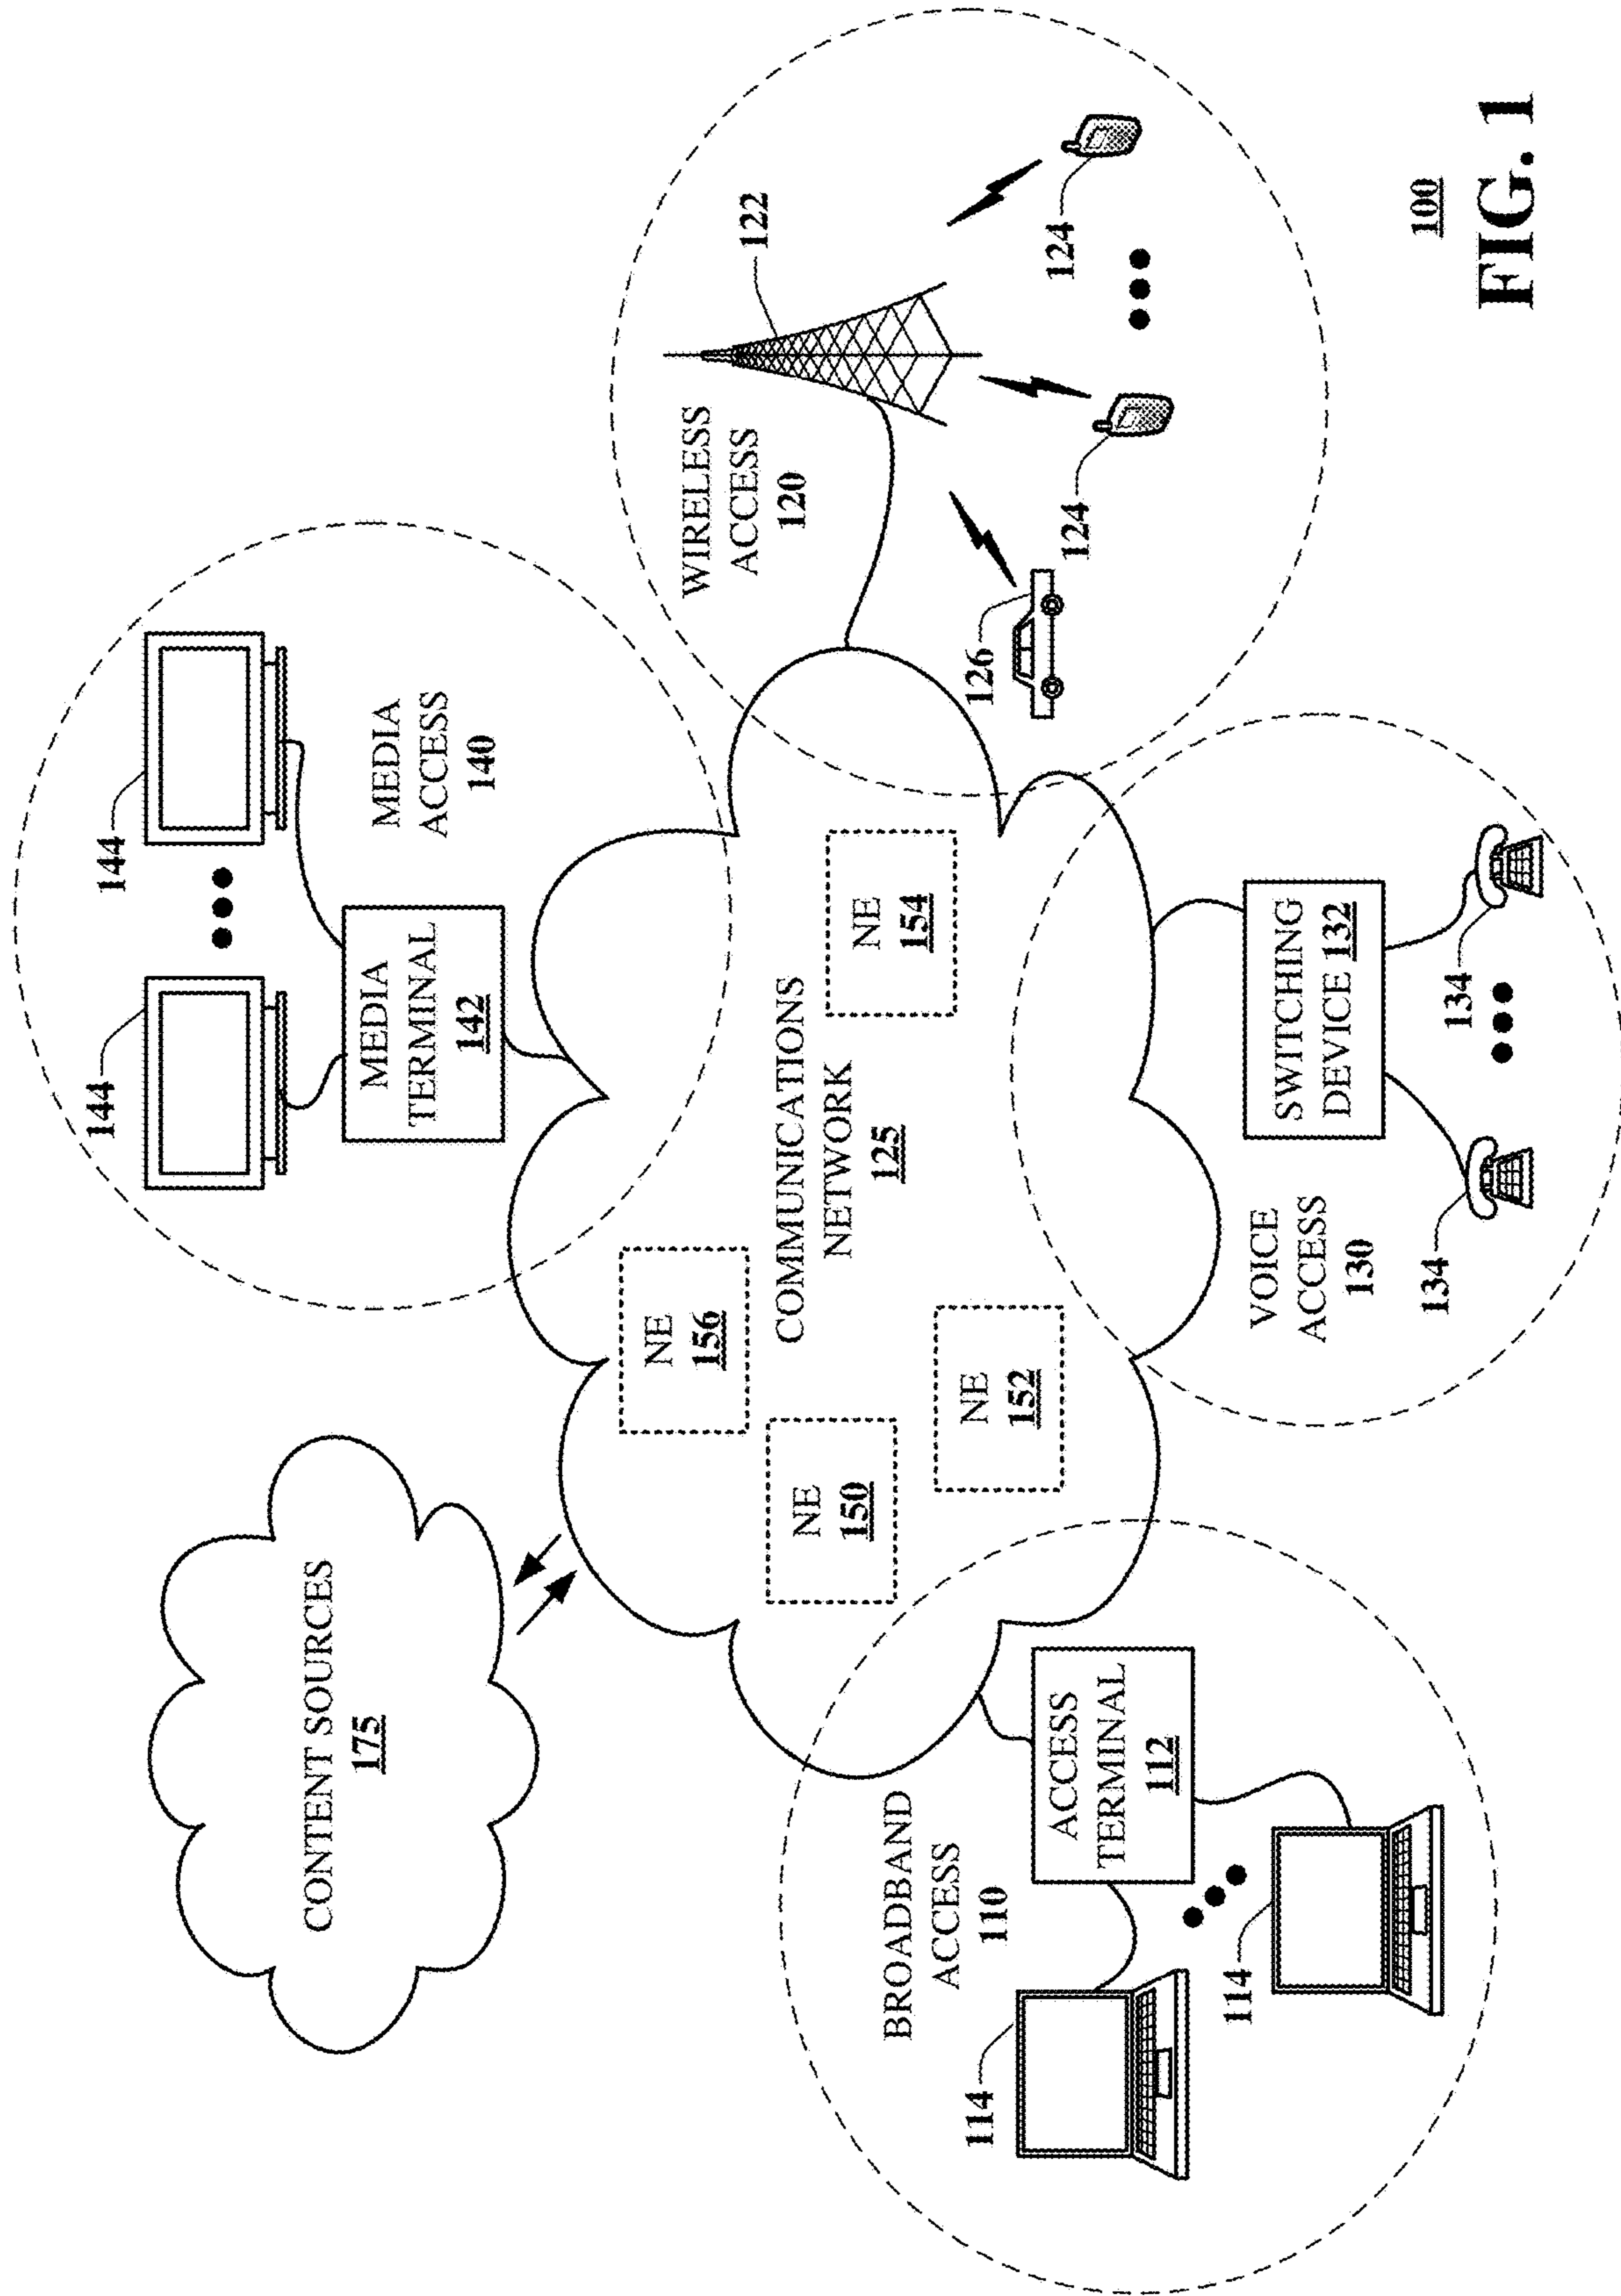 CONTENT SOURCES
175
144
144
MEDIA
TERMINAL
142
MEDIA
ACCESS
140
WIRELESS
ACCESS
120
122
124
124
126
NE
156
NE
150
NE
152
NE
154
COMMUNICATIONS
NETWORK
125
BROADBAND
ACCESS
110
ACCESS
TERMINAL
112
114
114
VOICE
ACCESS
130
SWITCHING
DEVICE 132
134
134
100
FIG. 1